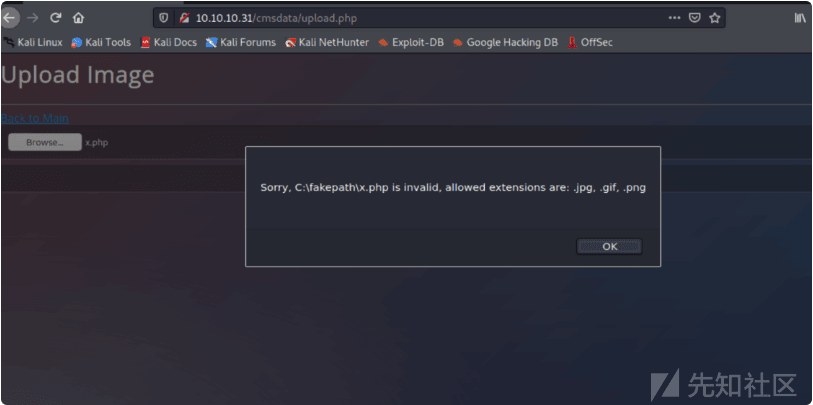 10.10.10.31/cmsdata/upload.php
Kali Linux Kali Tools Kali Docs Kali Forums Kali NetHunter Exploit-DB Google Hacking DB OffSec
Upload Image
Back to Main
Browse... x.php
Sorry, C:\fakepath\x.php is invalid, allowed extensions are: .jpg, .gif, .png
OK
先知社区